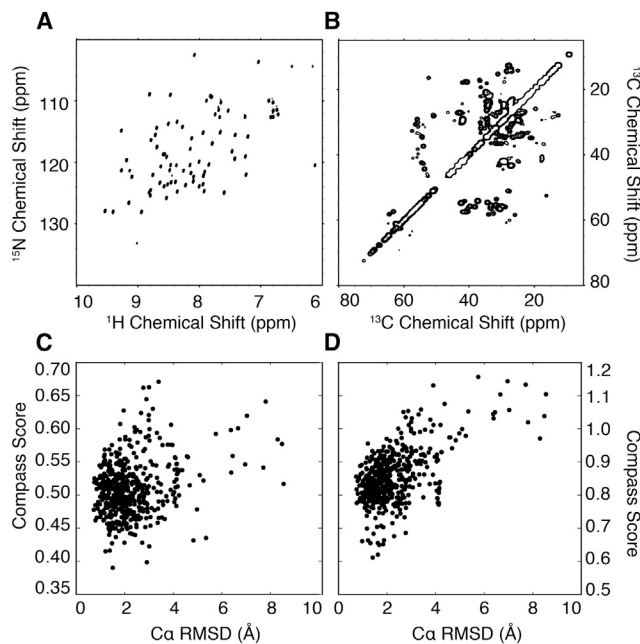 A
B
110
120
130
¹⁵N Chemical Shift (ppm)
10 9 8 7 6
¹H Chemical Shift (ppm)
20
40
60
80
¹³C Chemical Shift (ppm)
80 60 40 20
¹³C Chemical Shift (ppm)
C
D
0.70
0.65
0.60
0.55
0.50
0.45
0.40
0.35
Compass Score
0 2 4 6 8 10
Cα RMSD (Å)
1.2
1.1
1.0
0.9
0.8
0.7
0.6
0.5
Compass Score
0 2 4 6 8 10
Cα RMSD (Å)